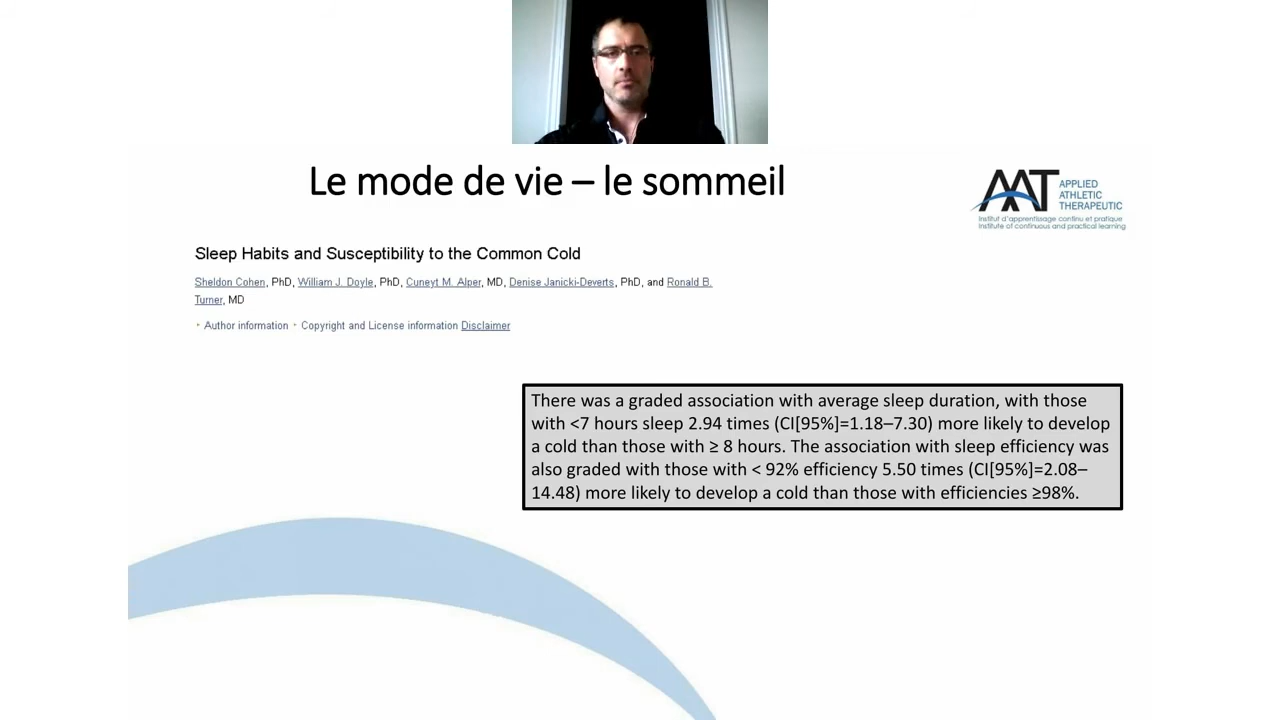 Le mode de vie – le sommeil
AAT APPLIED
ATHLETIC
THERAPEUTIC
Institut d'apprentissage continu et pratique
Institute of continuous and practical learning
Sleep Habits and Susceptibility to the Common Cold
Sheldon Cohen, PhD, William J. Doyle, PhD, Cuneyt M. Alper, MD, Denise Janicki-Deverts, PhD, and Ronald B.
Turner, MD
‣ Author information ‣ Copyright and License information Disclaimer
There was a graded association with average sleep duration, with those
with <7 hours sleep 2.94 times (CI[95%]=1.18–7.30) more likely to develop
a cold than those with ≥ 8 hours. The association with sleep efficiency was
also graded with those with < 92% efficiency 5.50 times (CI[95%]=2.08–
14.48) more likely to develop a cold than those with efficiencies ≥98%.